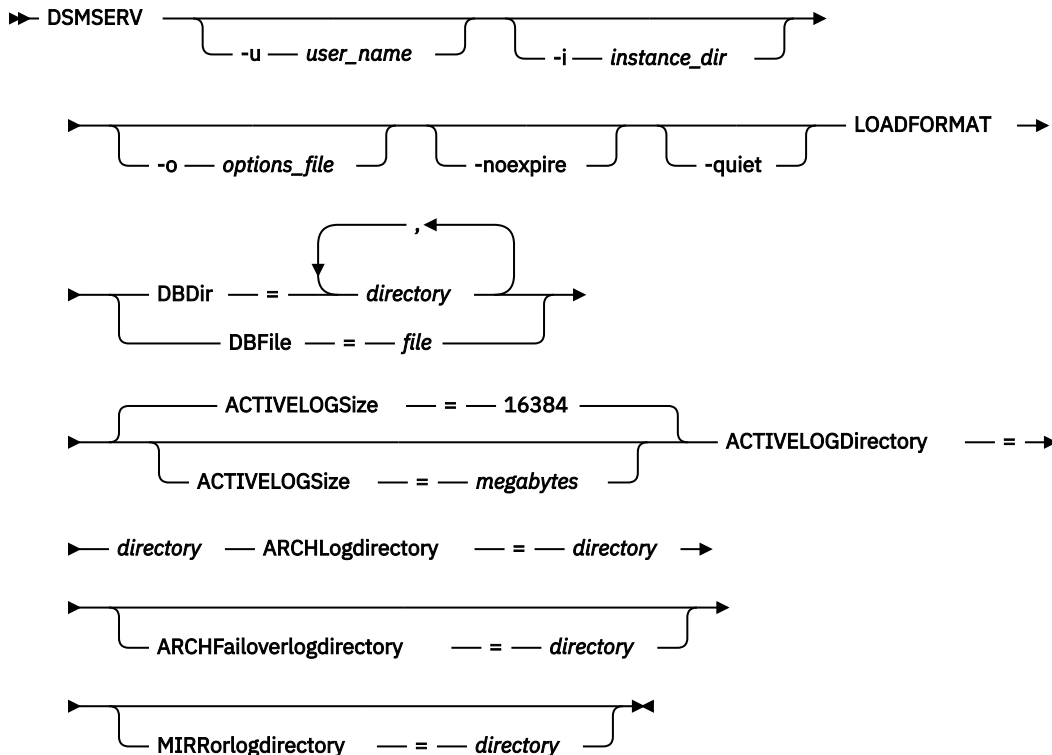 DSMSERV
-u user_name -i instance_dir
LOADFORMAT
-o options_file -noexpire -quiet
,
DBDir = directory
DBFile = file
ACTIVELOGSize = 16384
ACTIVELOGDirectory =
ACTIVELOGSize = megabytes
directory ARCHLogdirectory = directory
ARCHFailoverlogdirectory = directory
MIRRorlogdirectory = directory